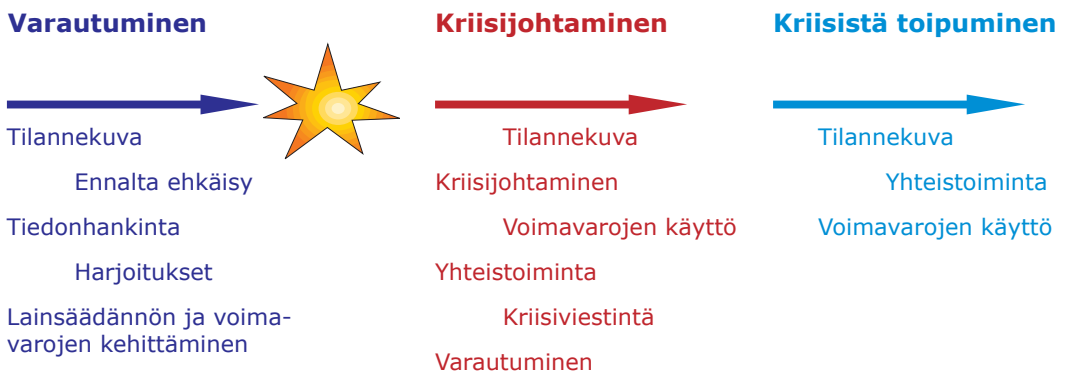 Varautuminen
Tilannekuva
Ennalta ehkäisy
Tiedonhankinta
Harjoitukset
Lainsäädännön ja voima-
varojen kehittäminen
Kriisijohtaminen
Tilannekuva
Kriisijohtaminen
Voimavarojen käyttö
Yhteistoiminta
Kriisiviestintä
Varautuminen
Kriisistä toipuminen
Tilannekuva
Yhteistoiminta
Voimavarojen käyttö